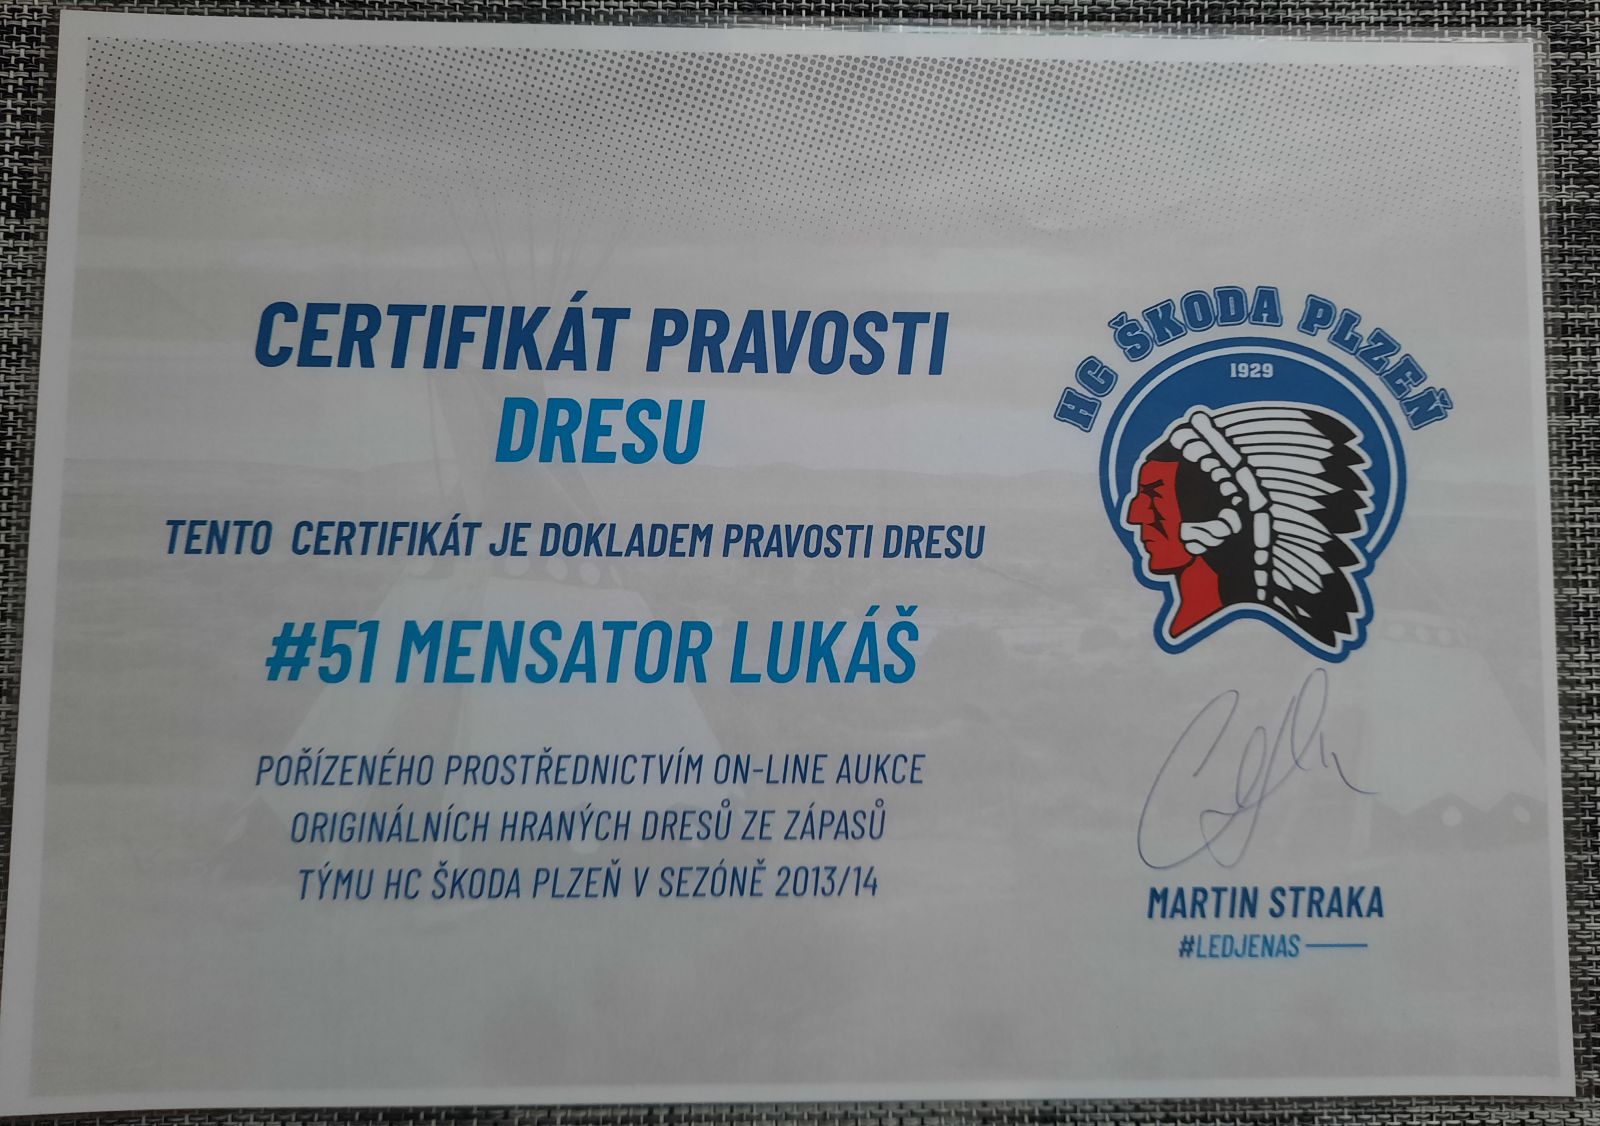 CERTIFIKÁT PRAVOSTI
DRESU
TENTO CERTIFIKÁT JE DOKLADEM PRAVOSTI DRESU
#51 MENSATOR LUKÁŠ
POŘÍZENÉHO PROSTŘEDNICTVÍM ON-LINE AUKCE
ORIGINÁLNÍCH HRANÝCH DRESŮ ZE ZÁPASŮ
TÝMU HC ŠKODA PLZEŇ V SEZÓNĚ 2013/14
HC ŠKODA PLZEŇ
1929
MARTIN STRAKA
#LEDJENAS